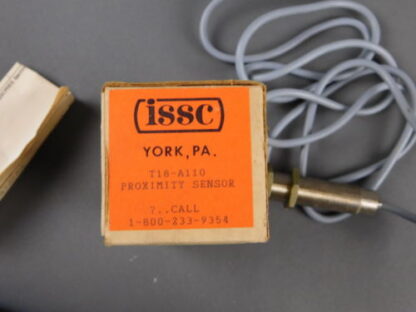 issc
YORK, PA.
T18-A110
PROXIMITY SENSOR
?..CALL
1-800-233-9354